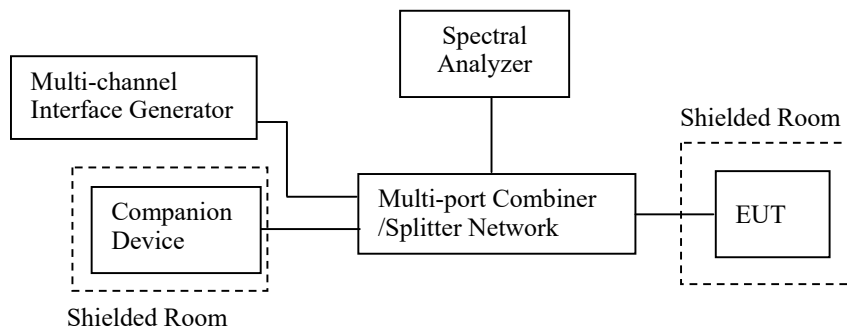 Spectral
Analyzer
Multi-channel
Interface Generator
Shielded Room
Companion
Device
Multi-port Combiner
/Splitter Network
EUT
Shielded Room